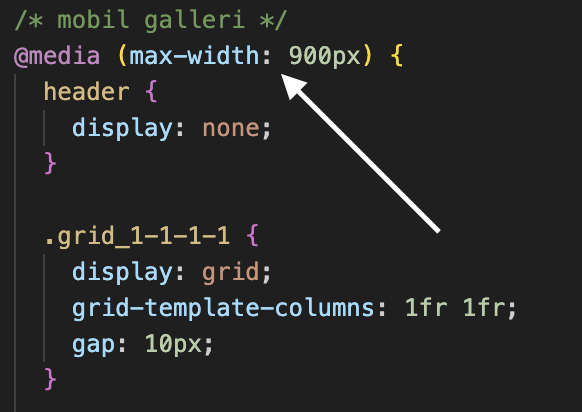 /* mobil galleri */
@media (max-width: 900px) {
header {
display: none;
}
.grid_1-1-1-1 {
display: grid;
grid-template-columns: 1fr 1fr;
gap: 10px;
}